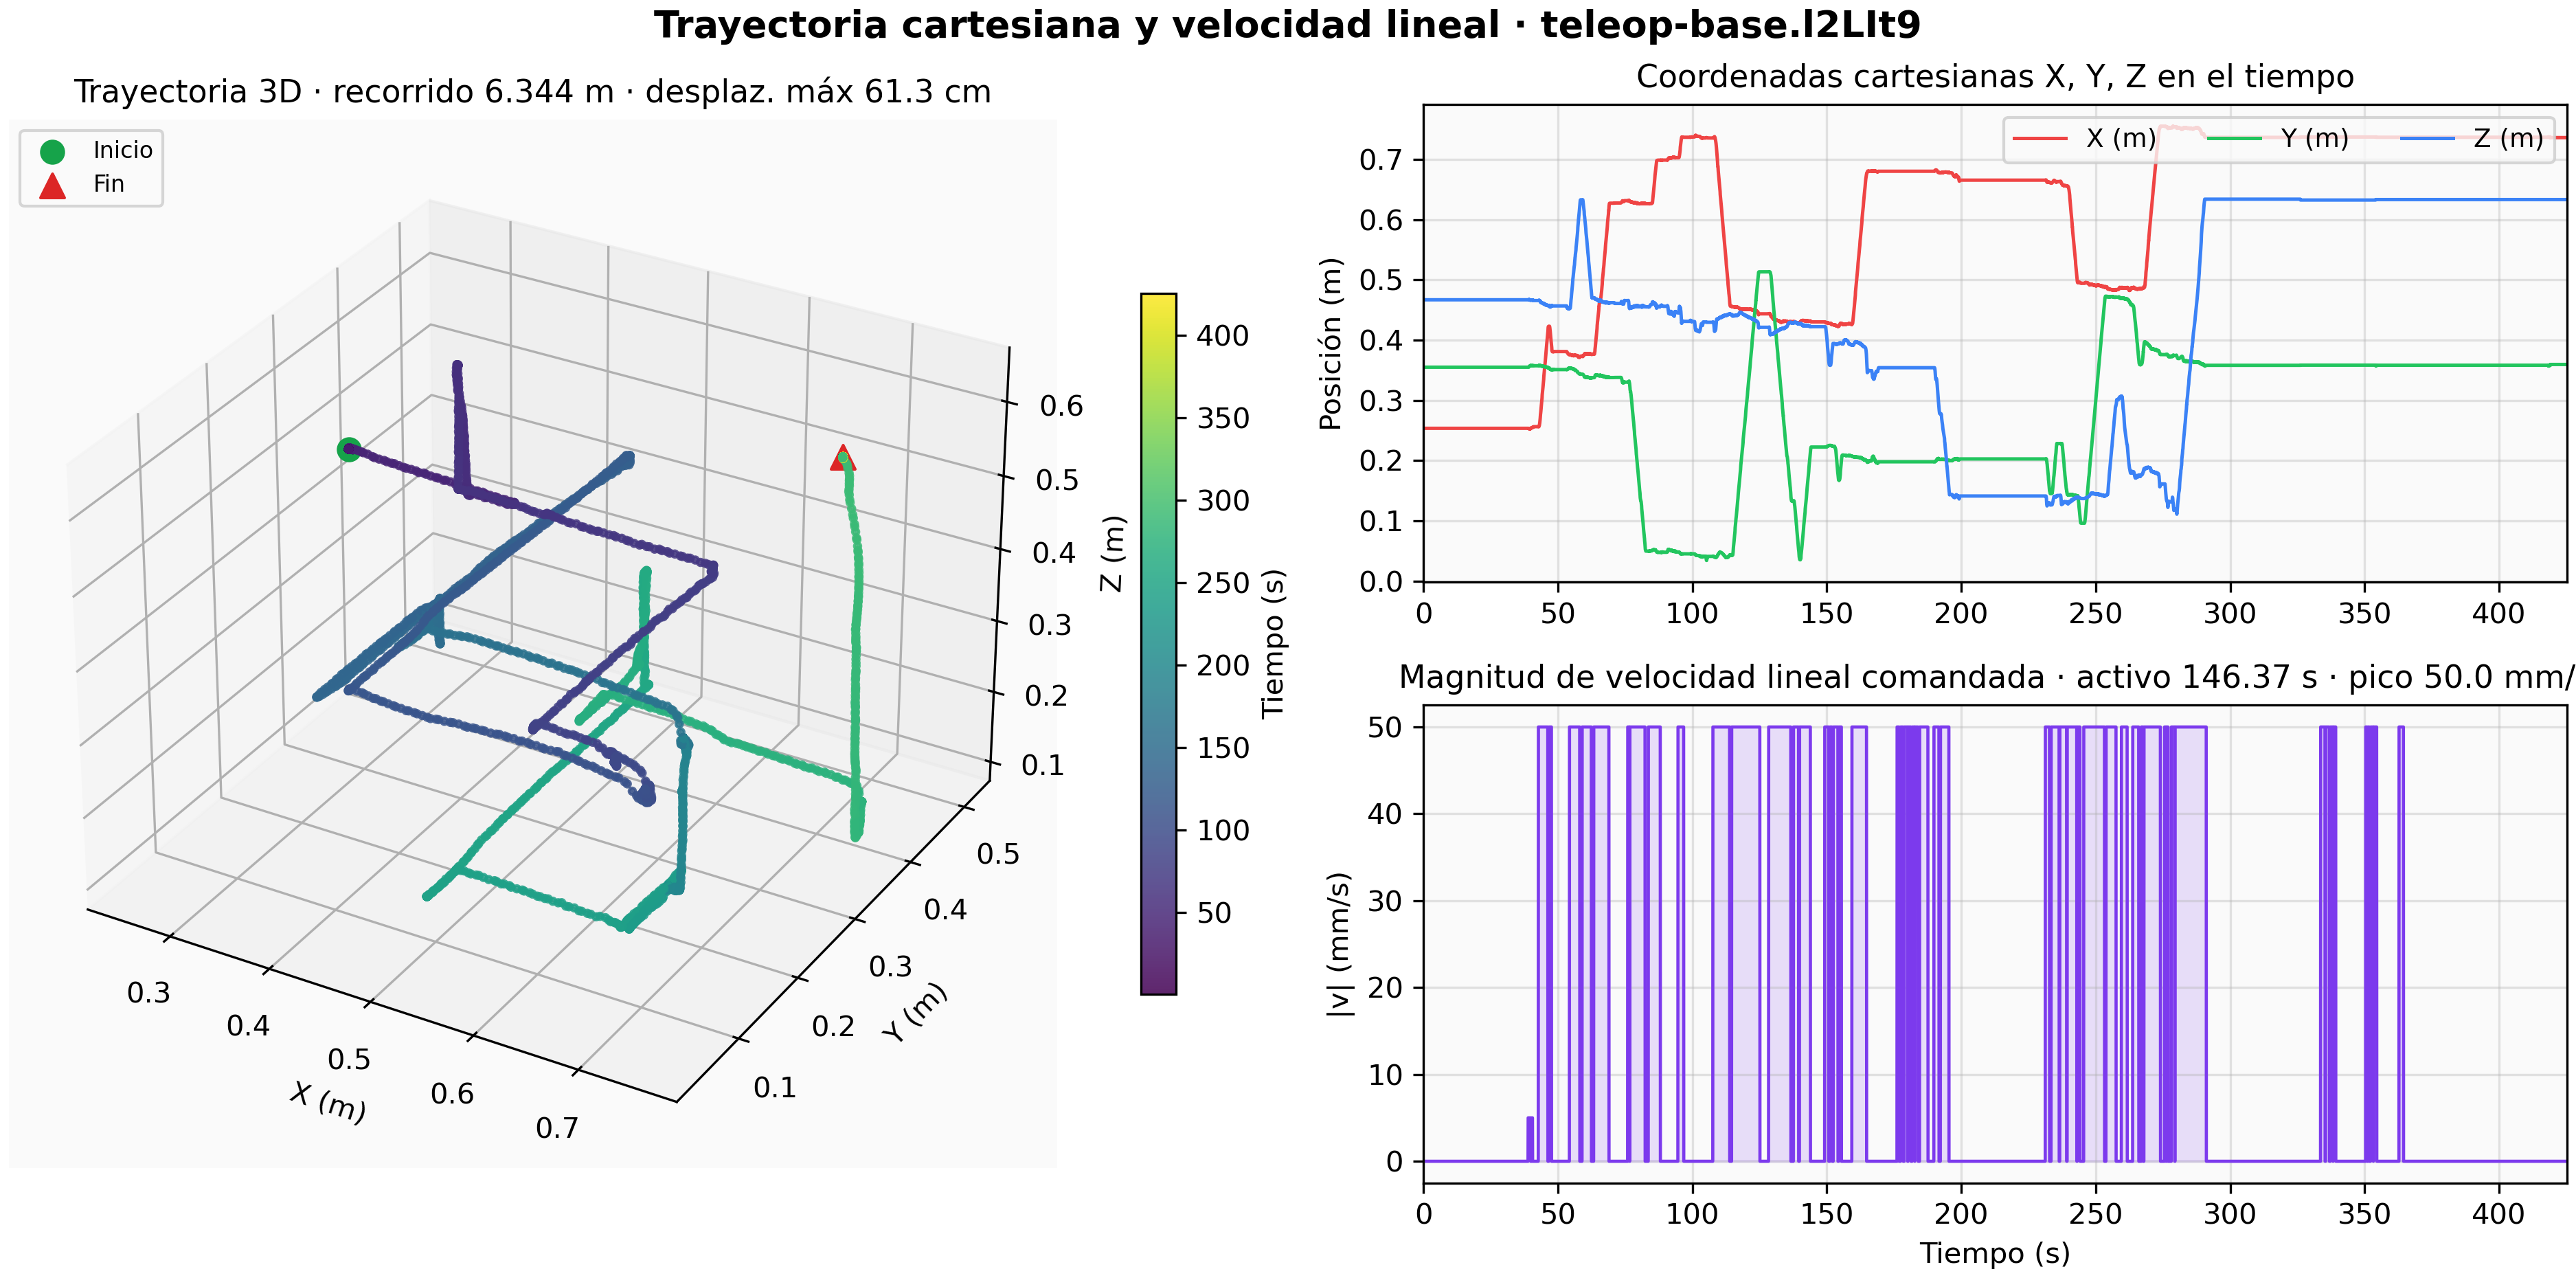 Trayectoria cartesiana y velocidad lineal · teleop-base.l2LIt9
Trayectoria 3D · recorrido 6.344 m · desplaz. máx 61.3 cm
Inicio
Fin
0.6
0.5
0.4
0.3
0.2
0.1
Z (m)
0.5
0.4
0.3
0.2
0.1
Y (m)
0.3
0.4
0.5
0.6
0.7
X (m)
400
350
300
250
200
150
100
50
Tiempo (s)
Coordenadas cartesianas X, Y, Z en el tiempo
X (m)
Y (m)
Z (m)
Posición (m)
0.7
0.6
0.5
0.4
0.3
0.2
0.1
0.0
0 50 100 150 200 250 300 350 400
Magnitud de velocidad lineal comandada · activo 146.37 s · pico 50.0 mm/
|v| (mm/s)
50
40
30
20
10
0
0 50 100 150 200 250 300 350 400
Tiempo (s)